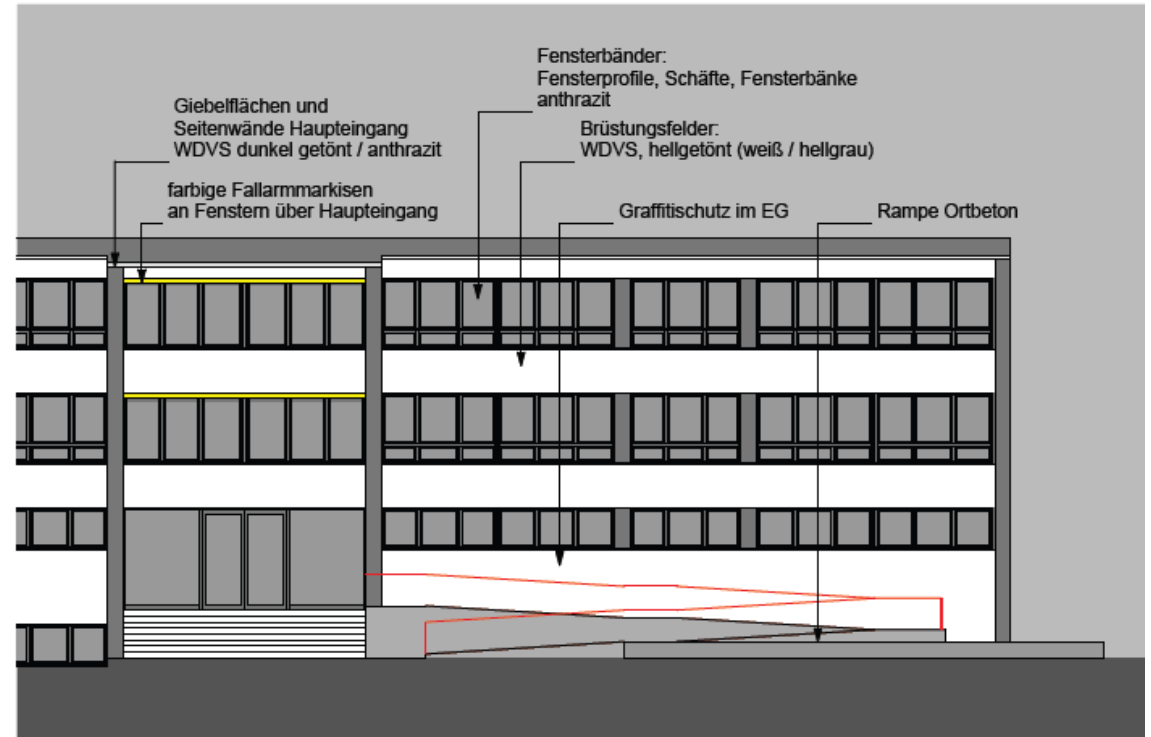 Fensterbänder:
Fensterprofile, Schäfte, Fensterbänke
anthrazit
Giebelflächen und
Seitenwände Haupteingang
WDVS dunkel getönt / anthrazit
Brüstungsfelder:
WDVS, hellgetönt (weiß / hellgrau)
farbige Fallarmmarkisen
an Fenstern über Haupteingang
Graffitischutz im EG
Rampe Ortbeton